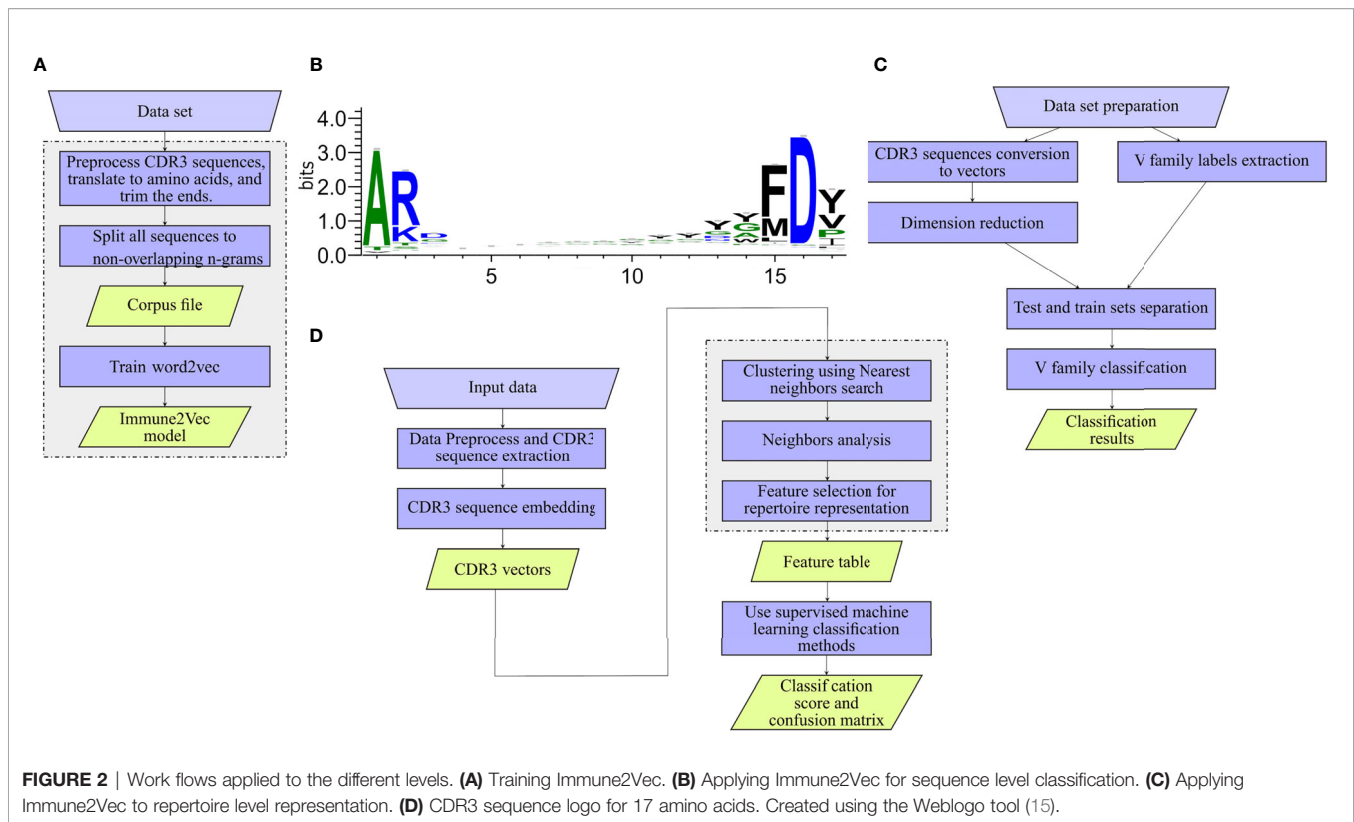 A
Data set
Preprocess CDR3 sequences,
translate to amino acids, and
trim the ends.
Split all sequences to
non-overlapping n-grams
Corpus file
Train word2vec
Immune2Vec
model
B
bits
4.0
3.0
2.0
1.0
0.0
A
R
K
D
G
Y
G
Y
G
A
W
F
M
L
D
Y
V
P
I
5
10
15
C
Data set preparation
CDR3 sequences conversion
to vectors
V family labels extraction
Dimension reduction
Test and train sets separation
V family classification
Classification
results
D
Input data
Data Preprocess and CDR3
sequence extraction
CDR3 sequence embedding
CDR3 vectors
Clustering using Nearest
neighbors search
Neighbors analysis
Feature selection for
repertoire representation
Feature table
Use supervised machine
learning classification
methods
Classif cation
score and
confusion matrix
FIGURE 2 | Work flows applied to the different levels. (A) Training Immune2Vec. (B) Applying Immune2Vec for sequence level classification. (C) Applying
Immune2Vec to repertoire level representation. (D) CDR3 sequence logo for 17 amino acids. Created using the Weblogo tool (15).